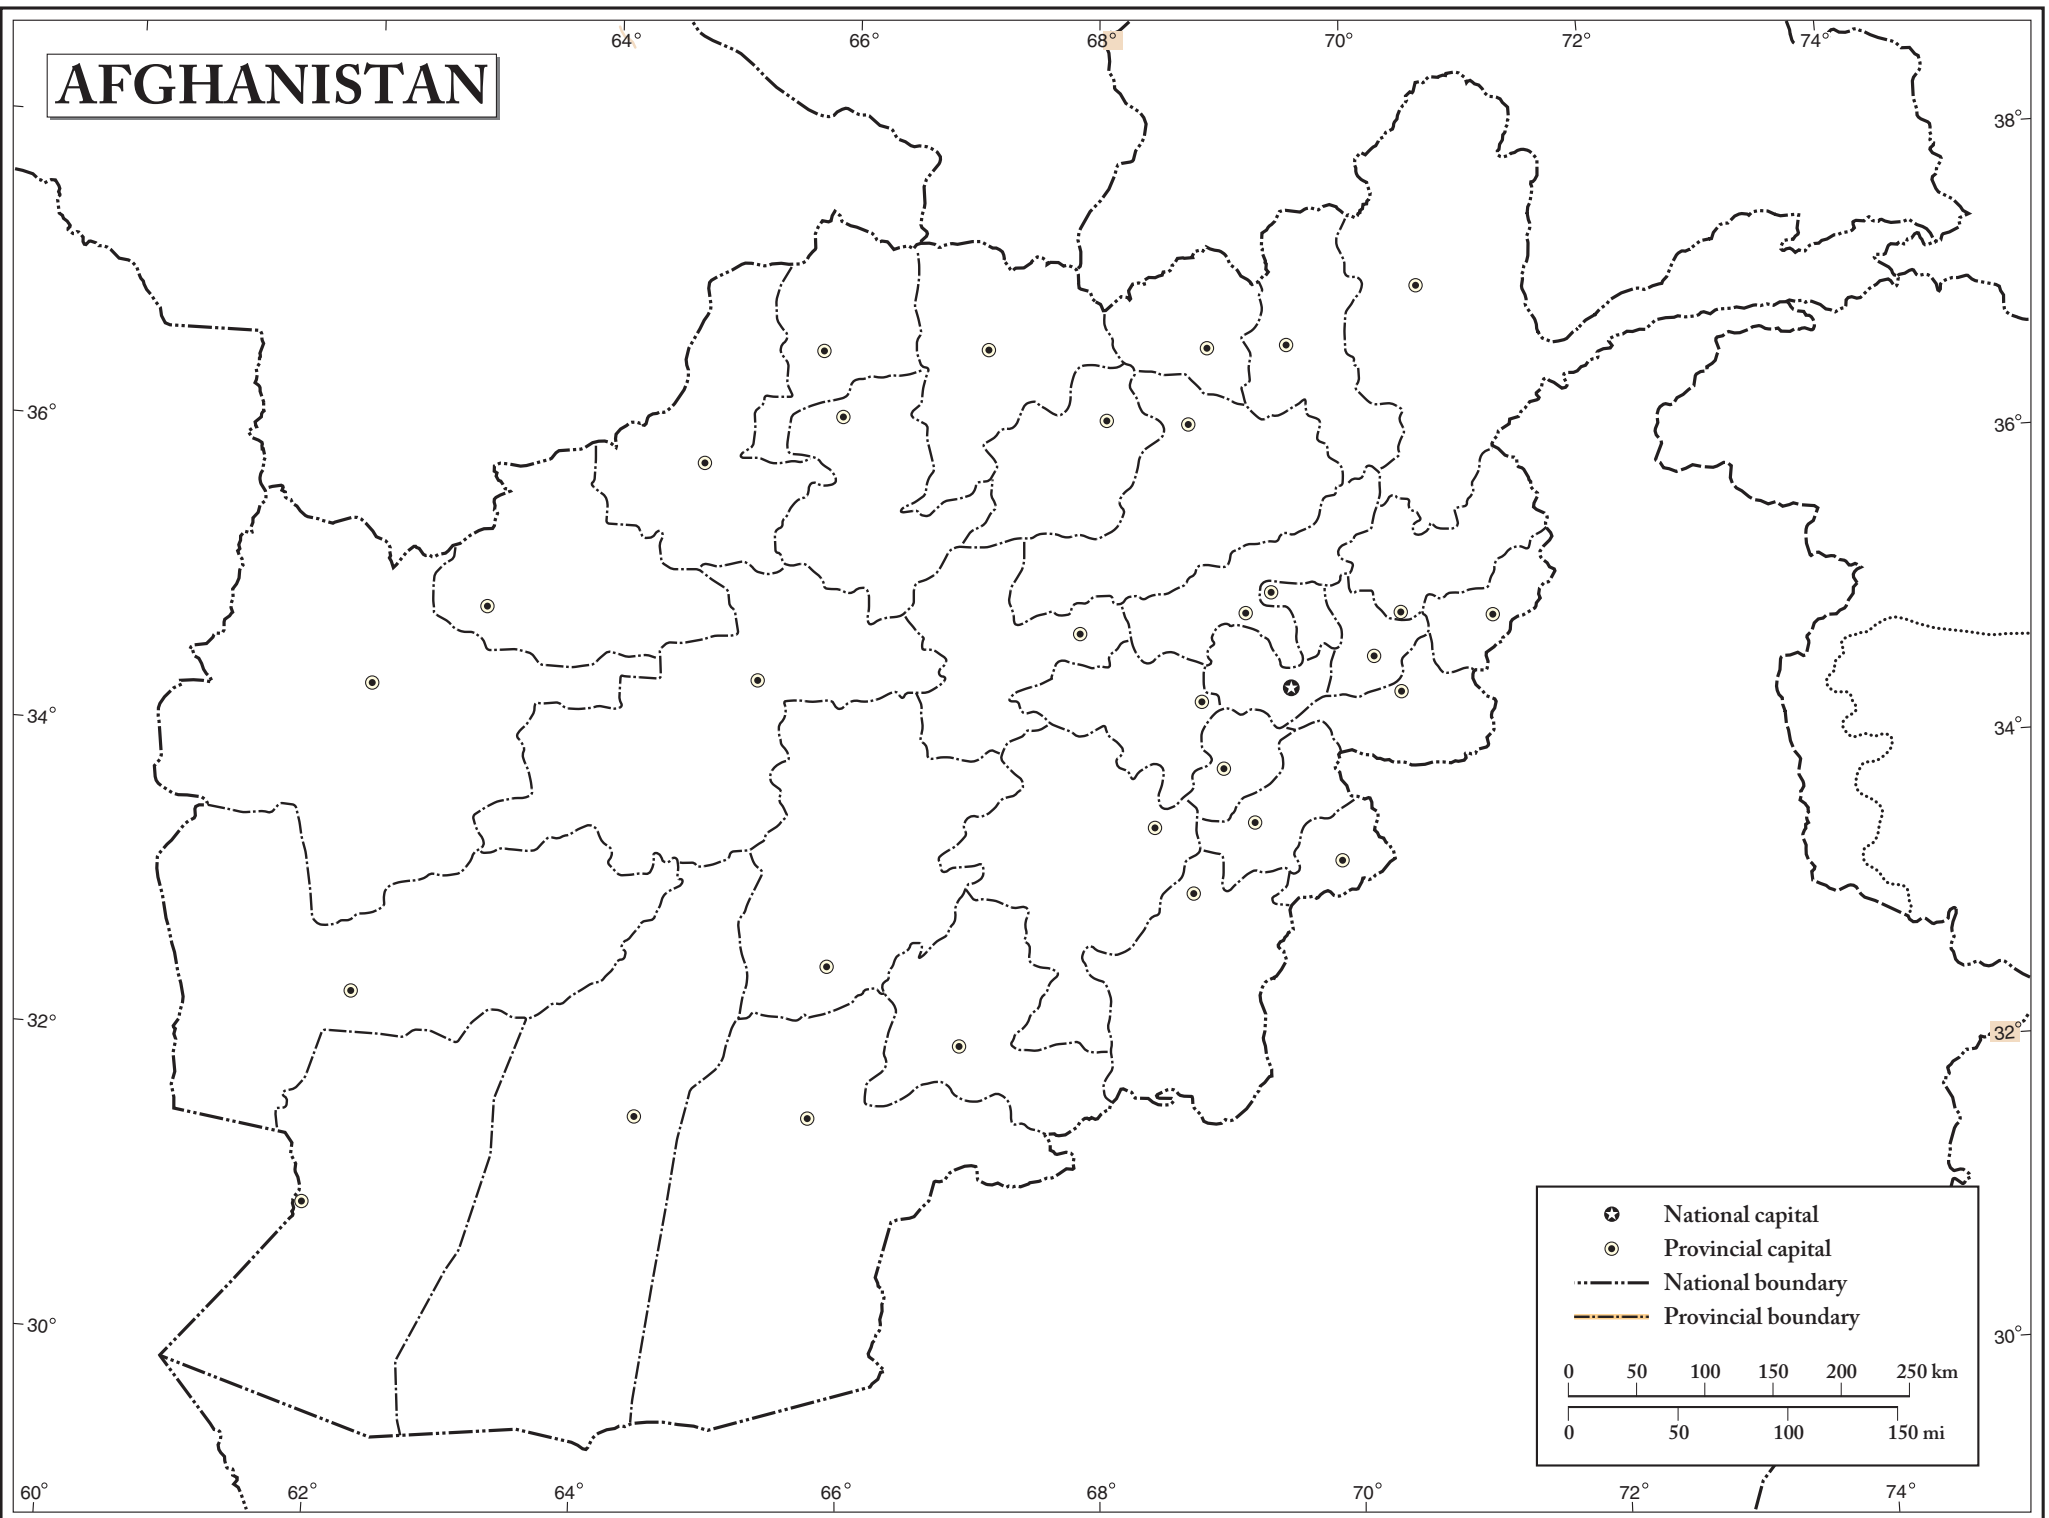 64° 66° 68° 70° 72° 74°
AFGHANISTAN
38°
36° 36°
34° 34°
32° 32°
National capital
Provincial capital
National boundary
Provincial boundary
30° 30°
0 50 100 150 200 250 km
0 50 100 150 mi
60° 62° 64° 66° 68° 70° 72° 74°